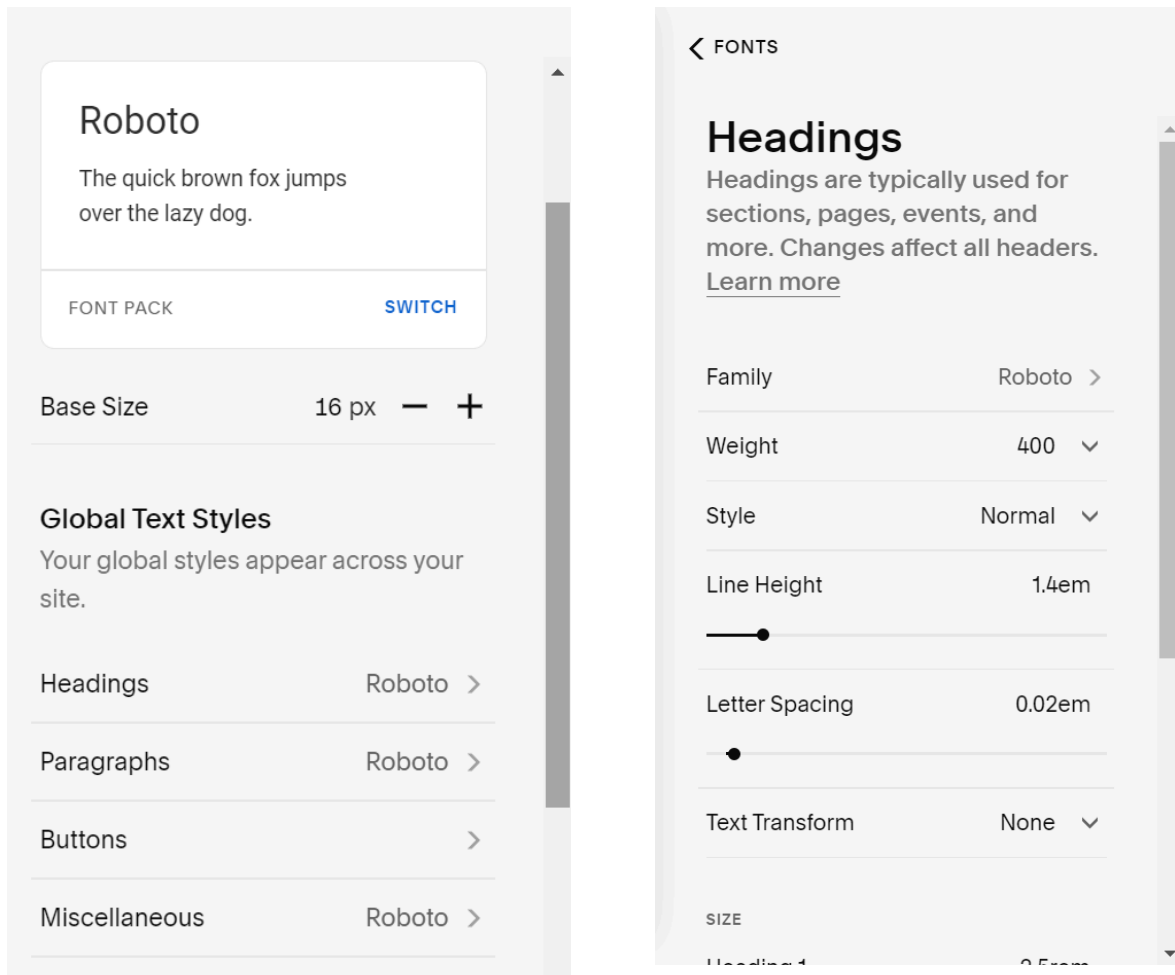 Roboto
The quick brown fox jumps
over the lazy dog.
FONT PACK SWITCH
Base Size 16 px
Global Text Styles
Your global styles appear across your
site.
Headings Roboto
Paragraphs Roboto
Buttons
Miscellaneous Roboto
FONTS
Headings
Headings are typically used for
sections, pages, events, and
more. Changes affect all headers.
Learn more
Family Roboto
Weight 400
Style Normal
Line Height 1.4em
Letter Spacing 0.02em
Text Transform None
SIZE
Heading 1